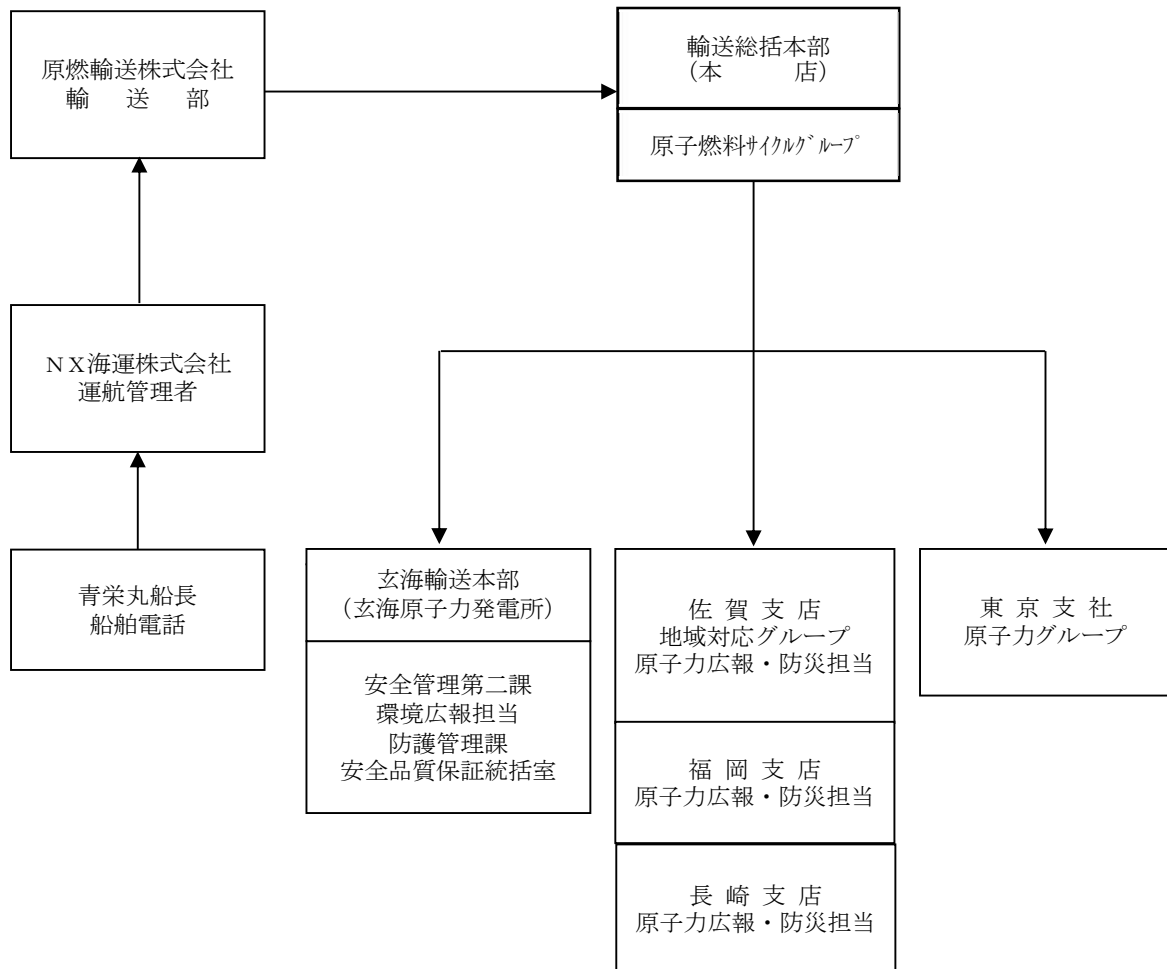 原燃輸送株式会社
輸 送 部
輸送総括本部
(本 店)
原子燃料ｻｲｸﾙｸﾞﾙｰﾌﾟ
ＮＸ海運株式会社
運航管理者
青栄丸船長
船舶電話
玄海輸送本部
(玄海原子力発電所)
安全管理第二課
環境広報担当
防護管理課
安全品質保証統括室
佐 賀 支 店
地域対応グループ
原子力広報・防災担当
福 岡 支 店
原子力広報・防災担当
長 崎 支 店
原子力広報・防災担当
東 京 支 社
原子力グループ